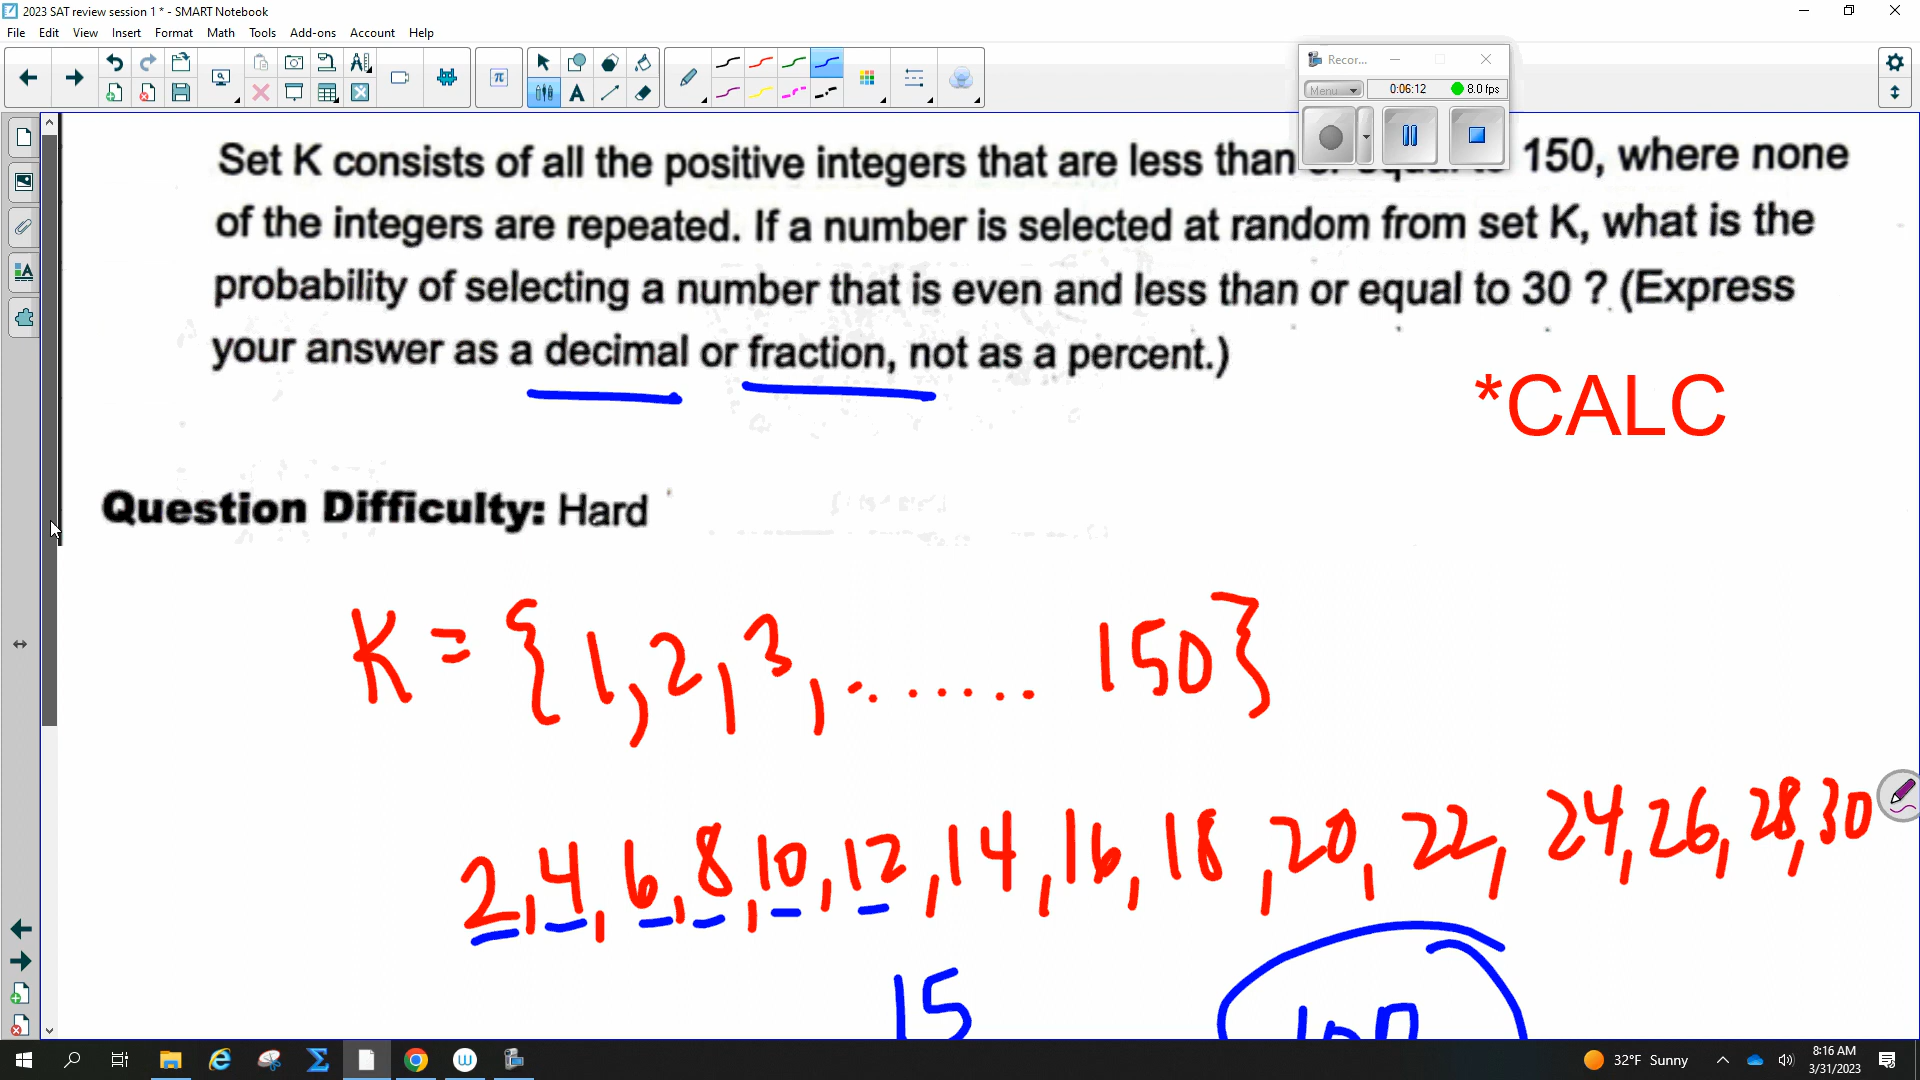 2023 SAT review session 1 * - SMART Notebook
File Edit View Insert Format Math Tools Add-ons Account Help
Recor...
Menu 0:06:12 8.0 fps
Set K consists of all the positive integers that are less than 150, where none
of the integers are repeated. If a number is selected at random from set K, what is the
probability of selecting a number that is even and less than or equal to 30 ? (Express
your answer as a decimal or fraction, not as a percent.)
*CALC
Question Difficulty: Hard
K = { 1, 2, 3, ....... 150}
2, 4, 6, 8, 10, 12, 14, 16, 18, 20, 22, 24, 26, 28, 30
15
32°F Sunny
8:16 AM
3/31/2023